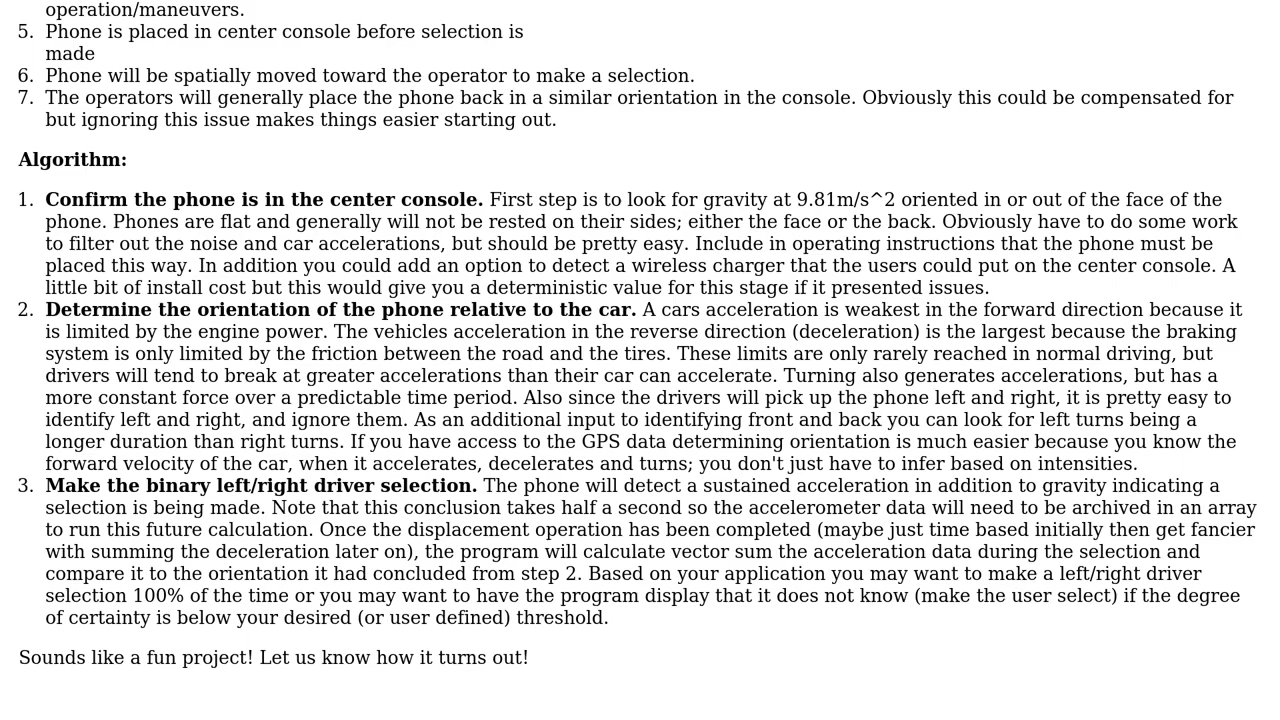 operation/maneuvers.
5. Phone is placed in center console before selection is
made
6. Phone will be spatially moved toward the operator to make a selection.
7. The operators will generally place the phone back in a similar orientation in the console. Obviously this could be compensated for
but ignoring this issue makes things easier starting out.
Algorithm:
1. Confirm the phone is in the center console. First step is to look for gravity at 9.81m/s^2 oriented in or out of the face of the
phone. Phones are flat and generally will not be rested on their sides; either the face or the back. Obviously have to do some work
to filter out the noise and car accelerations, but should be pretty easy. Include in operating instructions that the phone must be
placed this way. In addition you could add an option to detect a wireless charger that the users could put on the center console. A
little bit of install cost but this would give you a deterministic value for this stage if it presented issues.
2. Determine the orientation of the phone relative to the car. A cars acceleration is weakest in the forward direction because it
is limited by the engine power. The vehicles acceleration in the reverse direction (deceleration) is the largest because the braking
system is only limited by the friction between the road and the tires. These limits are only rarely reached in normal driving, but
drivers will tend to break at greater accelerations than their car can accelerate. Turning also generates accelerations, but has a
more constant force over a predictable time period. Also since the drivers will pick up the phone left and right, it is pretty easy to
identify left and right, and ignore them. As an additional input to identifying front and back you can look for left turns being a
longer duration than right turns. If you have access to the GPS data determining orientation is much easier because you know the
forward velocity of the car, when it accelerates, decelerates and turns; you don't just have to infer based on intensities.
3. Make the binary left/right driver selection. The phone will detect a sustained acceleration in addition to gravity indicating a
selection is being made. Note that this conclusion takes half a second so the accelerometer data will need to be archived in an array
to run this future calculation. Once the displacement operation has been completed (maybe just time based initially then get fancier
with summing the deceleration later on), the program will calculate vector sum the acceleration data during the selection and
compare it to the orientation it had concluded from step 2. Based on your application you may want to make a left/right driver
selection 100% of the time or you may want to have the program display that it does not know (make the user select) if the degree
of certainty is below your desired (or user defined) threshold.
Sounds like a fun project! Let us know how it turns out!